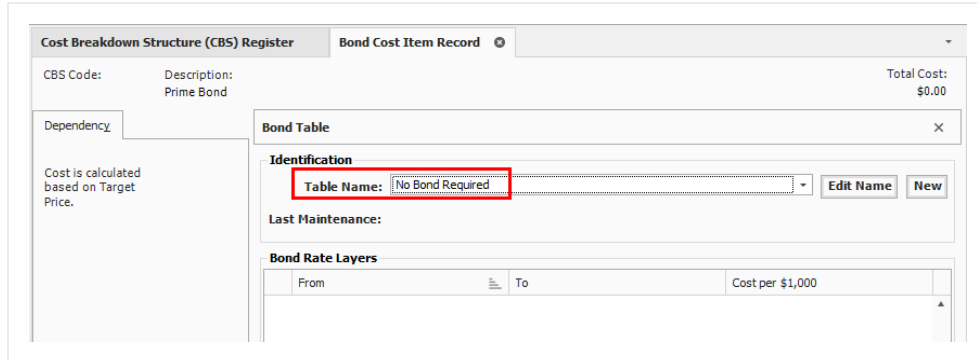 Cost Breakdown Structure (CBS) Register Bond Cost Item Record
CBS Code: Description: Total Cost:
Prime Bond $0.00
Dependency
Bond Table
Cost is calculated
based on Target
Price.
Identification
Table Name: No Bond Required Edit Name New
Last Maintenance:
Bond Rate Layers
From To Cost per $1,000